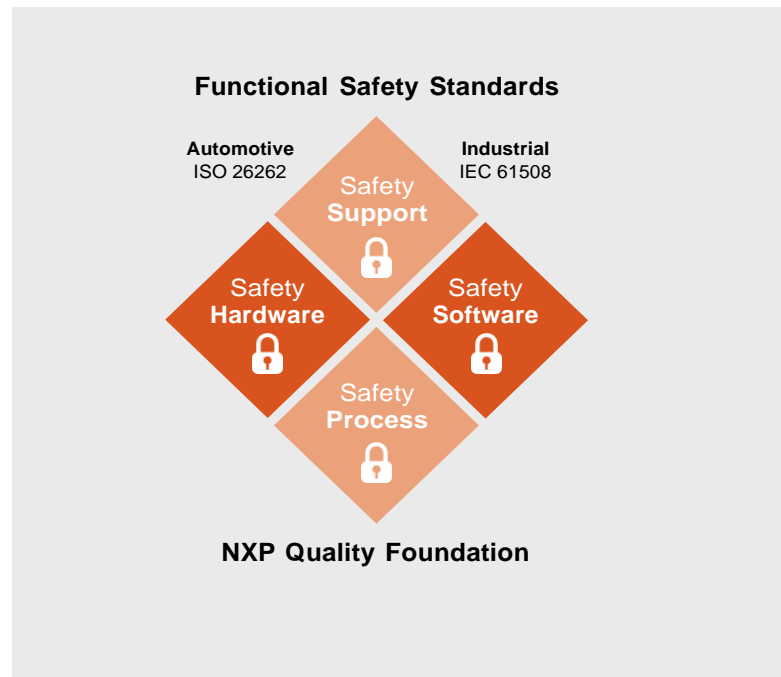 Functional Safety Standards
Automotive
ISO 26262
Industrial
IEC 61508
Safety
Support
Safety
Hardware
Safety
Software
Safety
Process
NXP Quality Foundation